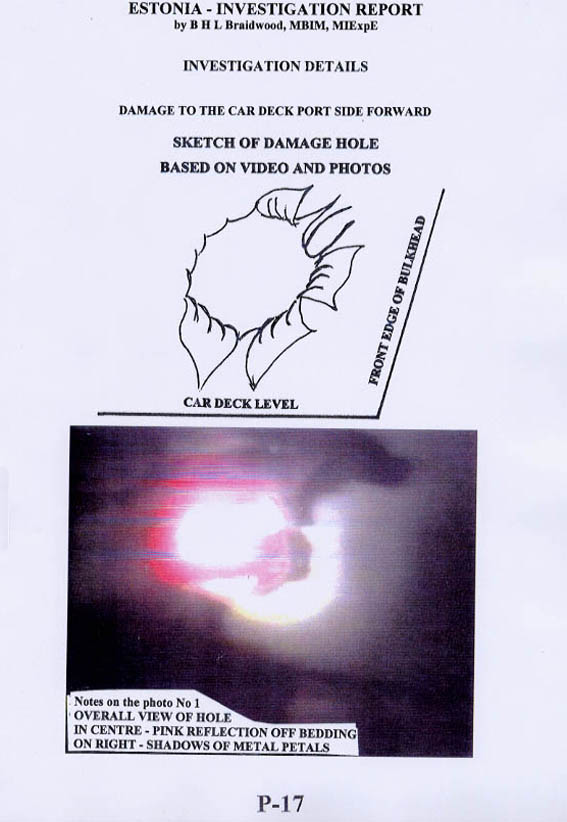 ESTONIA - INVESTIGATION REPORT
by B H L Braidwood, MBIM, MIExpE
INVESTIGATION DETAILS
DAMAGE TO THE CAR DECK PORT SIDE FORWARD
SKETCH OF DAMAGE HOLE
BASED ON VIDEO AND PHOTOS
FRONT EDGE OF BULKHEAD
CAR DECK LEVEL
Notes on the photo No 1
OVERALL VIEW OF HOLE
IN CENTRE - PINK REFLECTION OFF BEDDING
ON RIGHT - SHADOWS OF METAL PETALS
P-17